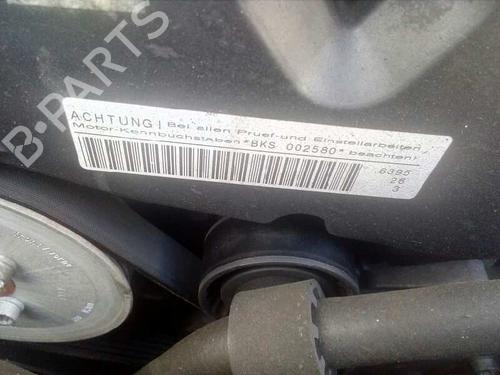 B-PARTS
ACHTUNG! Bei allen Pruef-und Einstellarbeiten,
Motor-Kennbuchstaben *BKS 002580* beachten!
6395
26
3